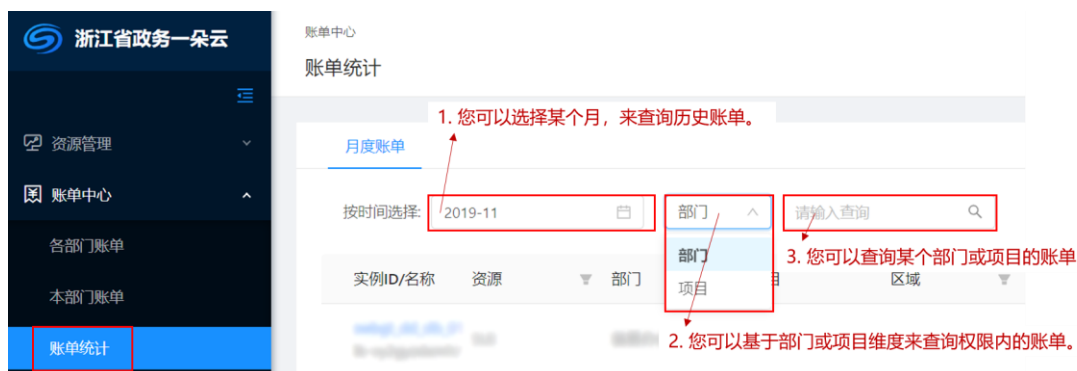 浙江省政务一朵云
资源管理
账单中心
各部门账单
本部门账单
账单统计
账单中心
账单统计
1. 您可以选择某个月，来查询历史账单。
月度账单
按时间选择:
2019-11
部门
请输入查询
部门
项目
3. 您可以查询某个部门或项目的账单
实例ID/名称
资源
部门
目
区域
2. 您可以基于部门或项目维度来查询权限内的账单。